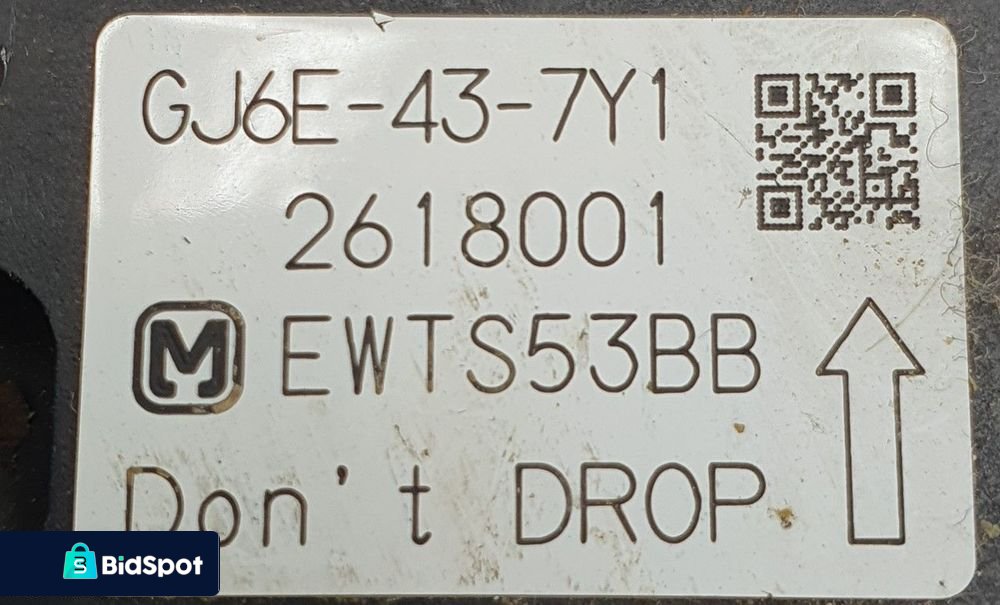 GJ6E-43-7Y1
2618001
M EWTS53BB
Don't DROP
BidSpot